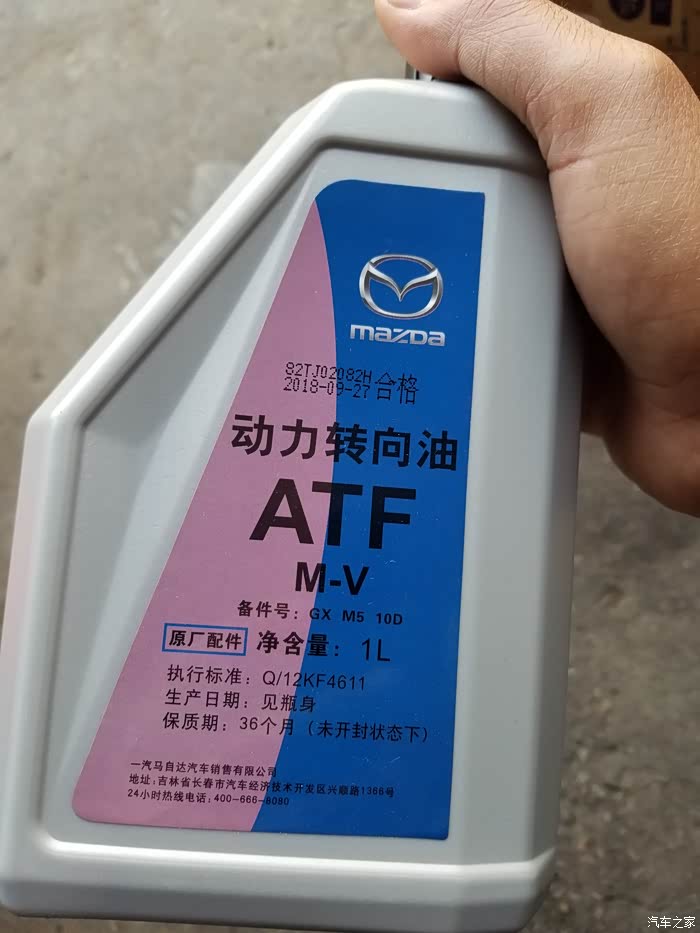 mazda
82TJ02082H
2018-09-27 合格
动力转向油
ATF
M-V
备件号：GX M5 10D
原厂配件 净含量：1L
执行标准：Q/12KF4611
生产日期：见瓶身
保质期：36个月（未开封状态下）
一汽马自达汽车销售有限公司
地址：吉林省长春市汽车经济技术开发区兴顺路1366号
24小时热线电话：400-666-8080
汽车之家